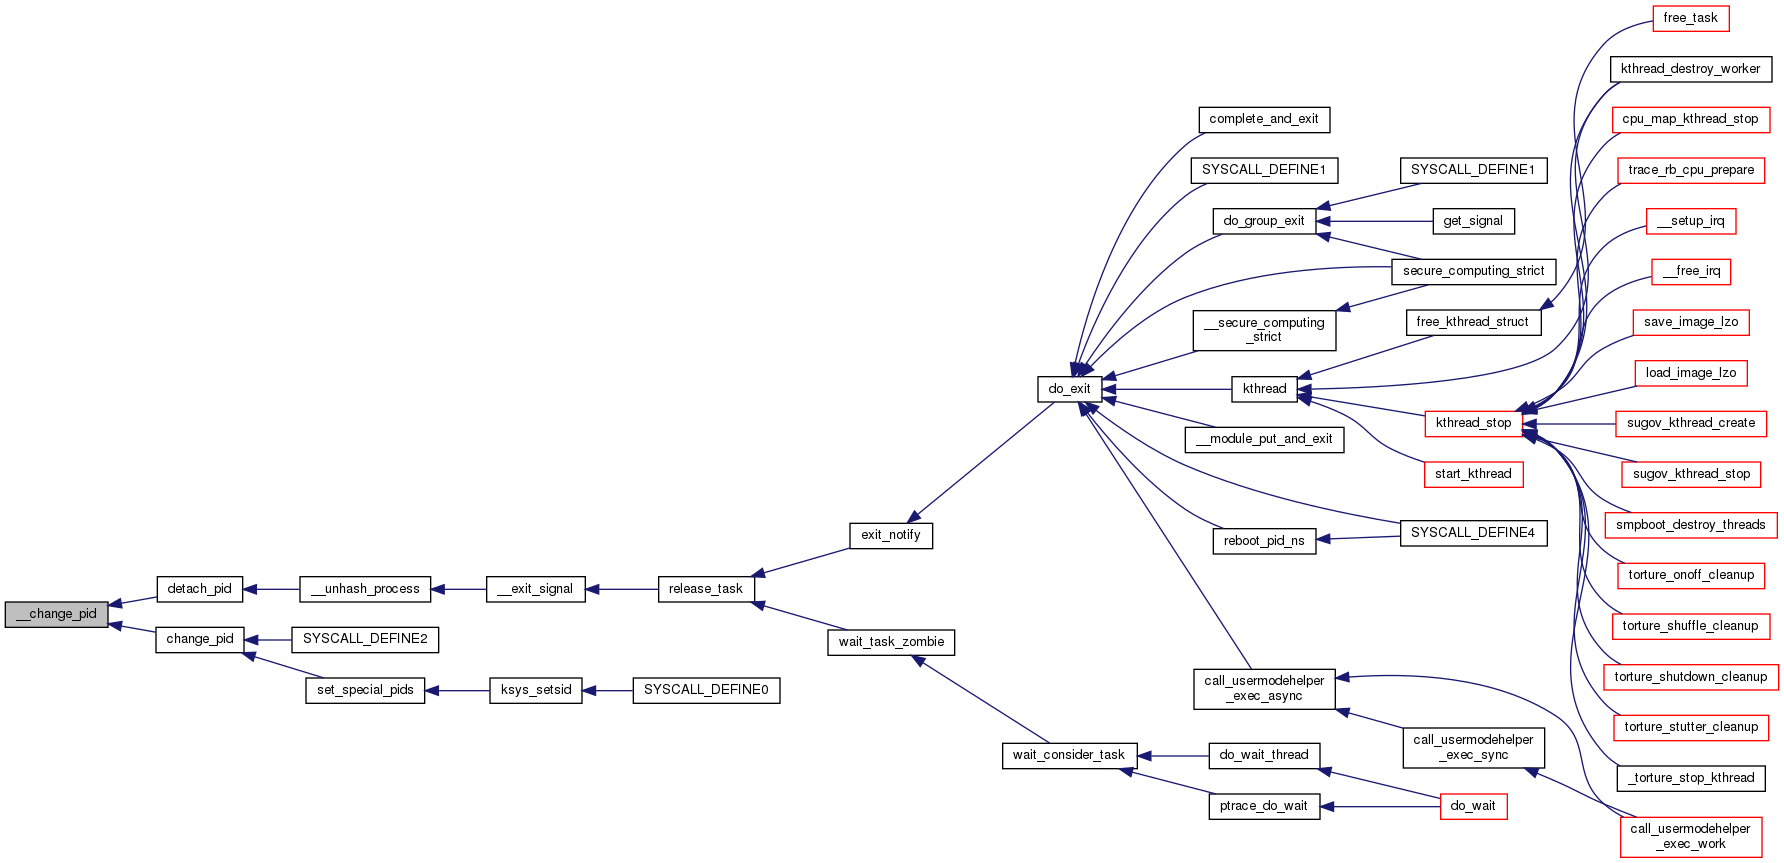 free_task
kthread_destroy_worker
complete_and_exit
cpu_map_kthread_stop
SYSCALL_DEFINE1
SYSCALL_DEFINE1
trace_rb_cpu_prepare
do_group_exit
get_signal
__setup_irq
secure_computing_strict
__free_irq
__secure_computing
_strict
free_kthread_struct
save_image_lzo
do_exit
kthread
load_image_lzo
kthread_stop
sugov_kthread_create
__module_put_and_exit
start_kthread
sugov_kthread_stop
exit_notify
reboot_pid_ns
SYSCALL_DEFINE4
smpboot_destroy_threads
torture_onoff_cleanup
__change_pid
detach_pid
__unhash_process
__exit_signal
release_task
change_pid
SYSCALL_DEFINE2
wait_task_zombie
torture_shuffle_cleanup
set_special_pids
ksys_setsid
SYSCALL_DEFINE0
call_usermodehelper
_exec_async
torture_shutdown_cleanup
torture_stutter_cleanup
wait_consider_task
do_wait_thread
call_usermodehelper
_exec_sync
_torture_stop_kthread
ptrace_do_wait
do_wait
call_usermodehelper
_exec_work